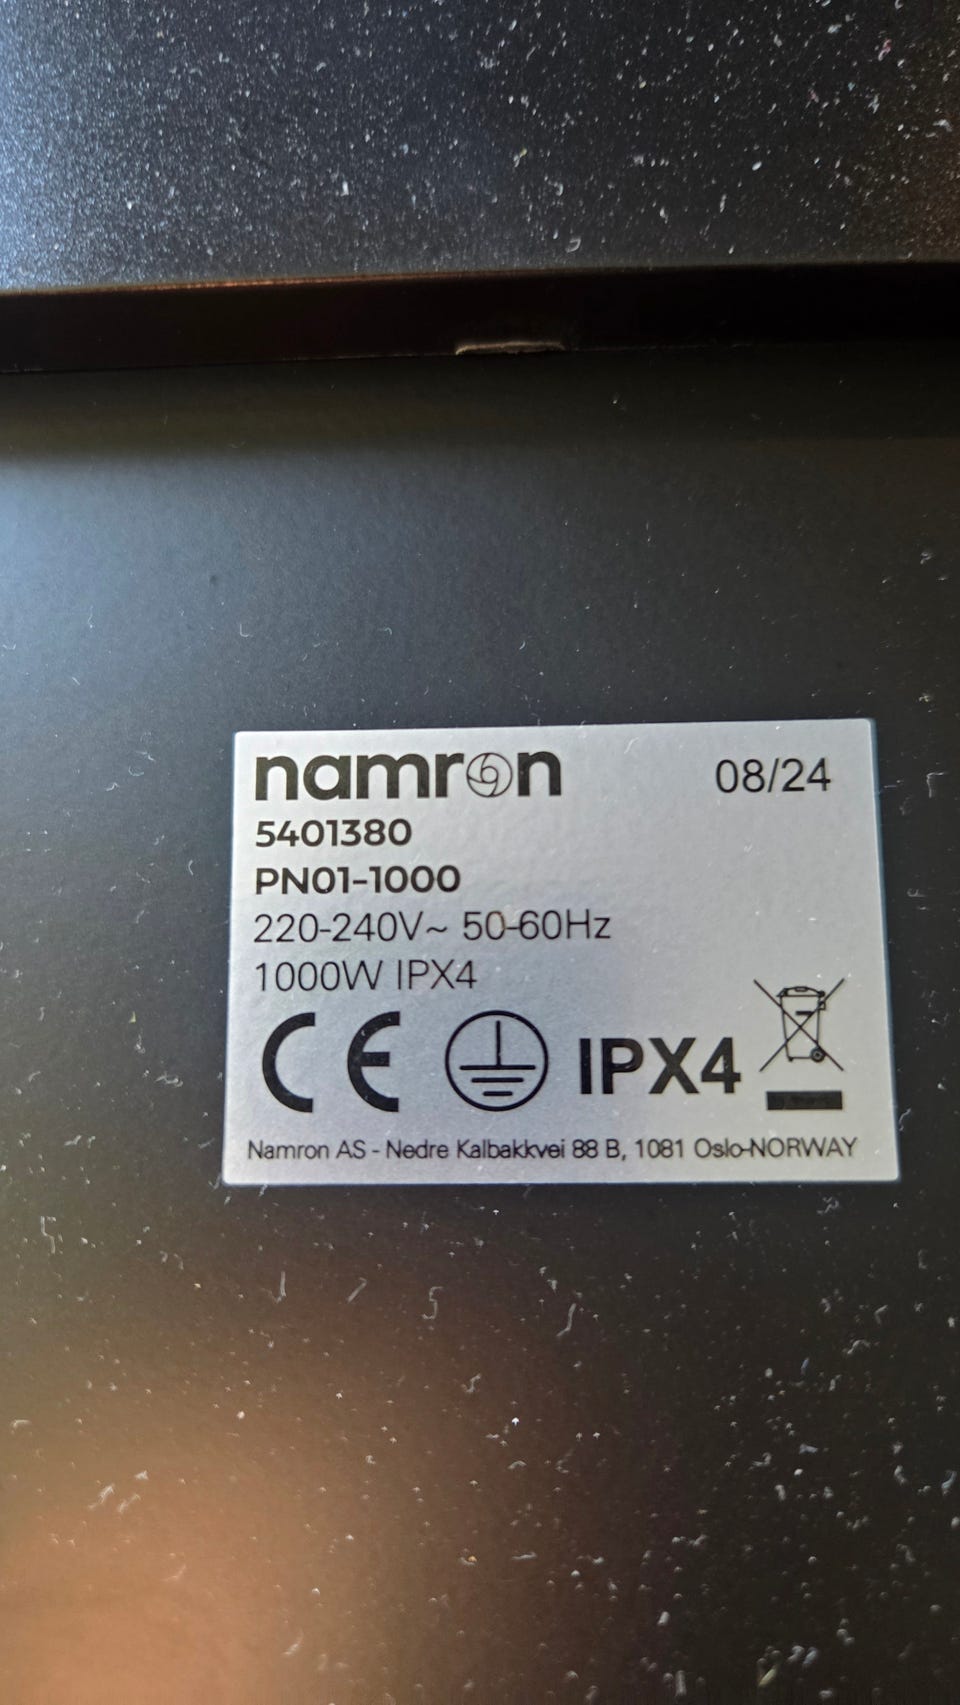 namron 08/24
5401380
PN01-1000
220-240V~ 50-60Hz
1000W IPX4
CE IPX4
Namron AS - Nedre Kalbakkvei 88 B, 1081 Oslo-NORWAY